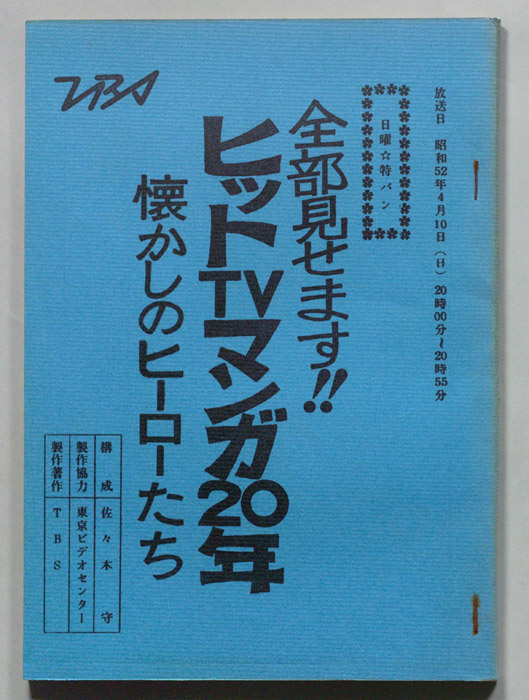 放送日 昭和52年4月10日(日) 20時00分~20時55分
日曜☆特バン
全部見せます!!
ヒットTVマンガ20年
懐かしのヒーローたち
TBS
構成 佐々木守
製作協力 東京ビデオセンター
製作著作 TBS